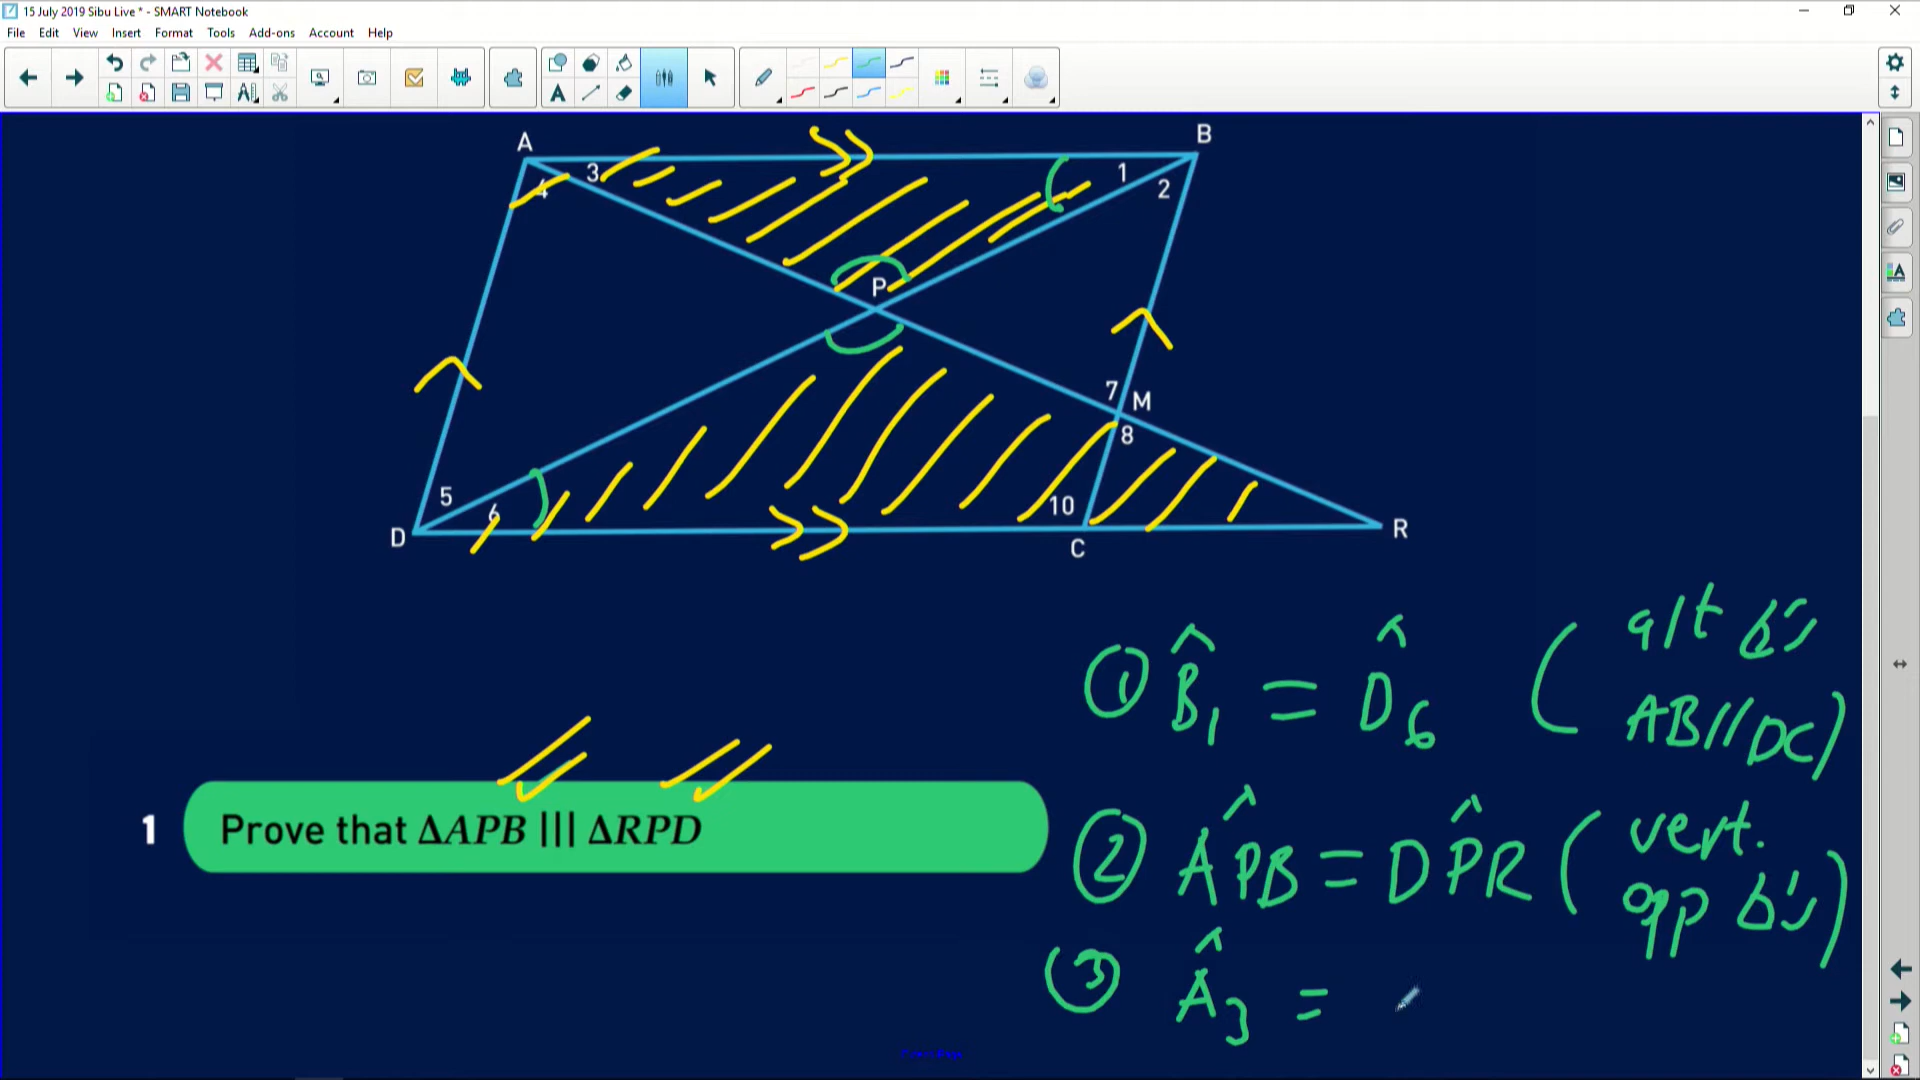 15 July 2019 Sibu Live * - SMART Notebook
File Edit View Insert Format Tools Add-ons Account Help
A
B
4
3
1
2
P
7
M
8
5
6
10
D
C
R
① B̂₁ = D̂₆ (alt ∠'s
AB//DC)
1
Prove that ΔAPB ||| ΔRPD
② AP̂B = DP̂R (vert.
opp ∠'s)
③ Â₃ =